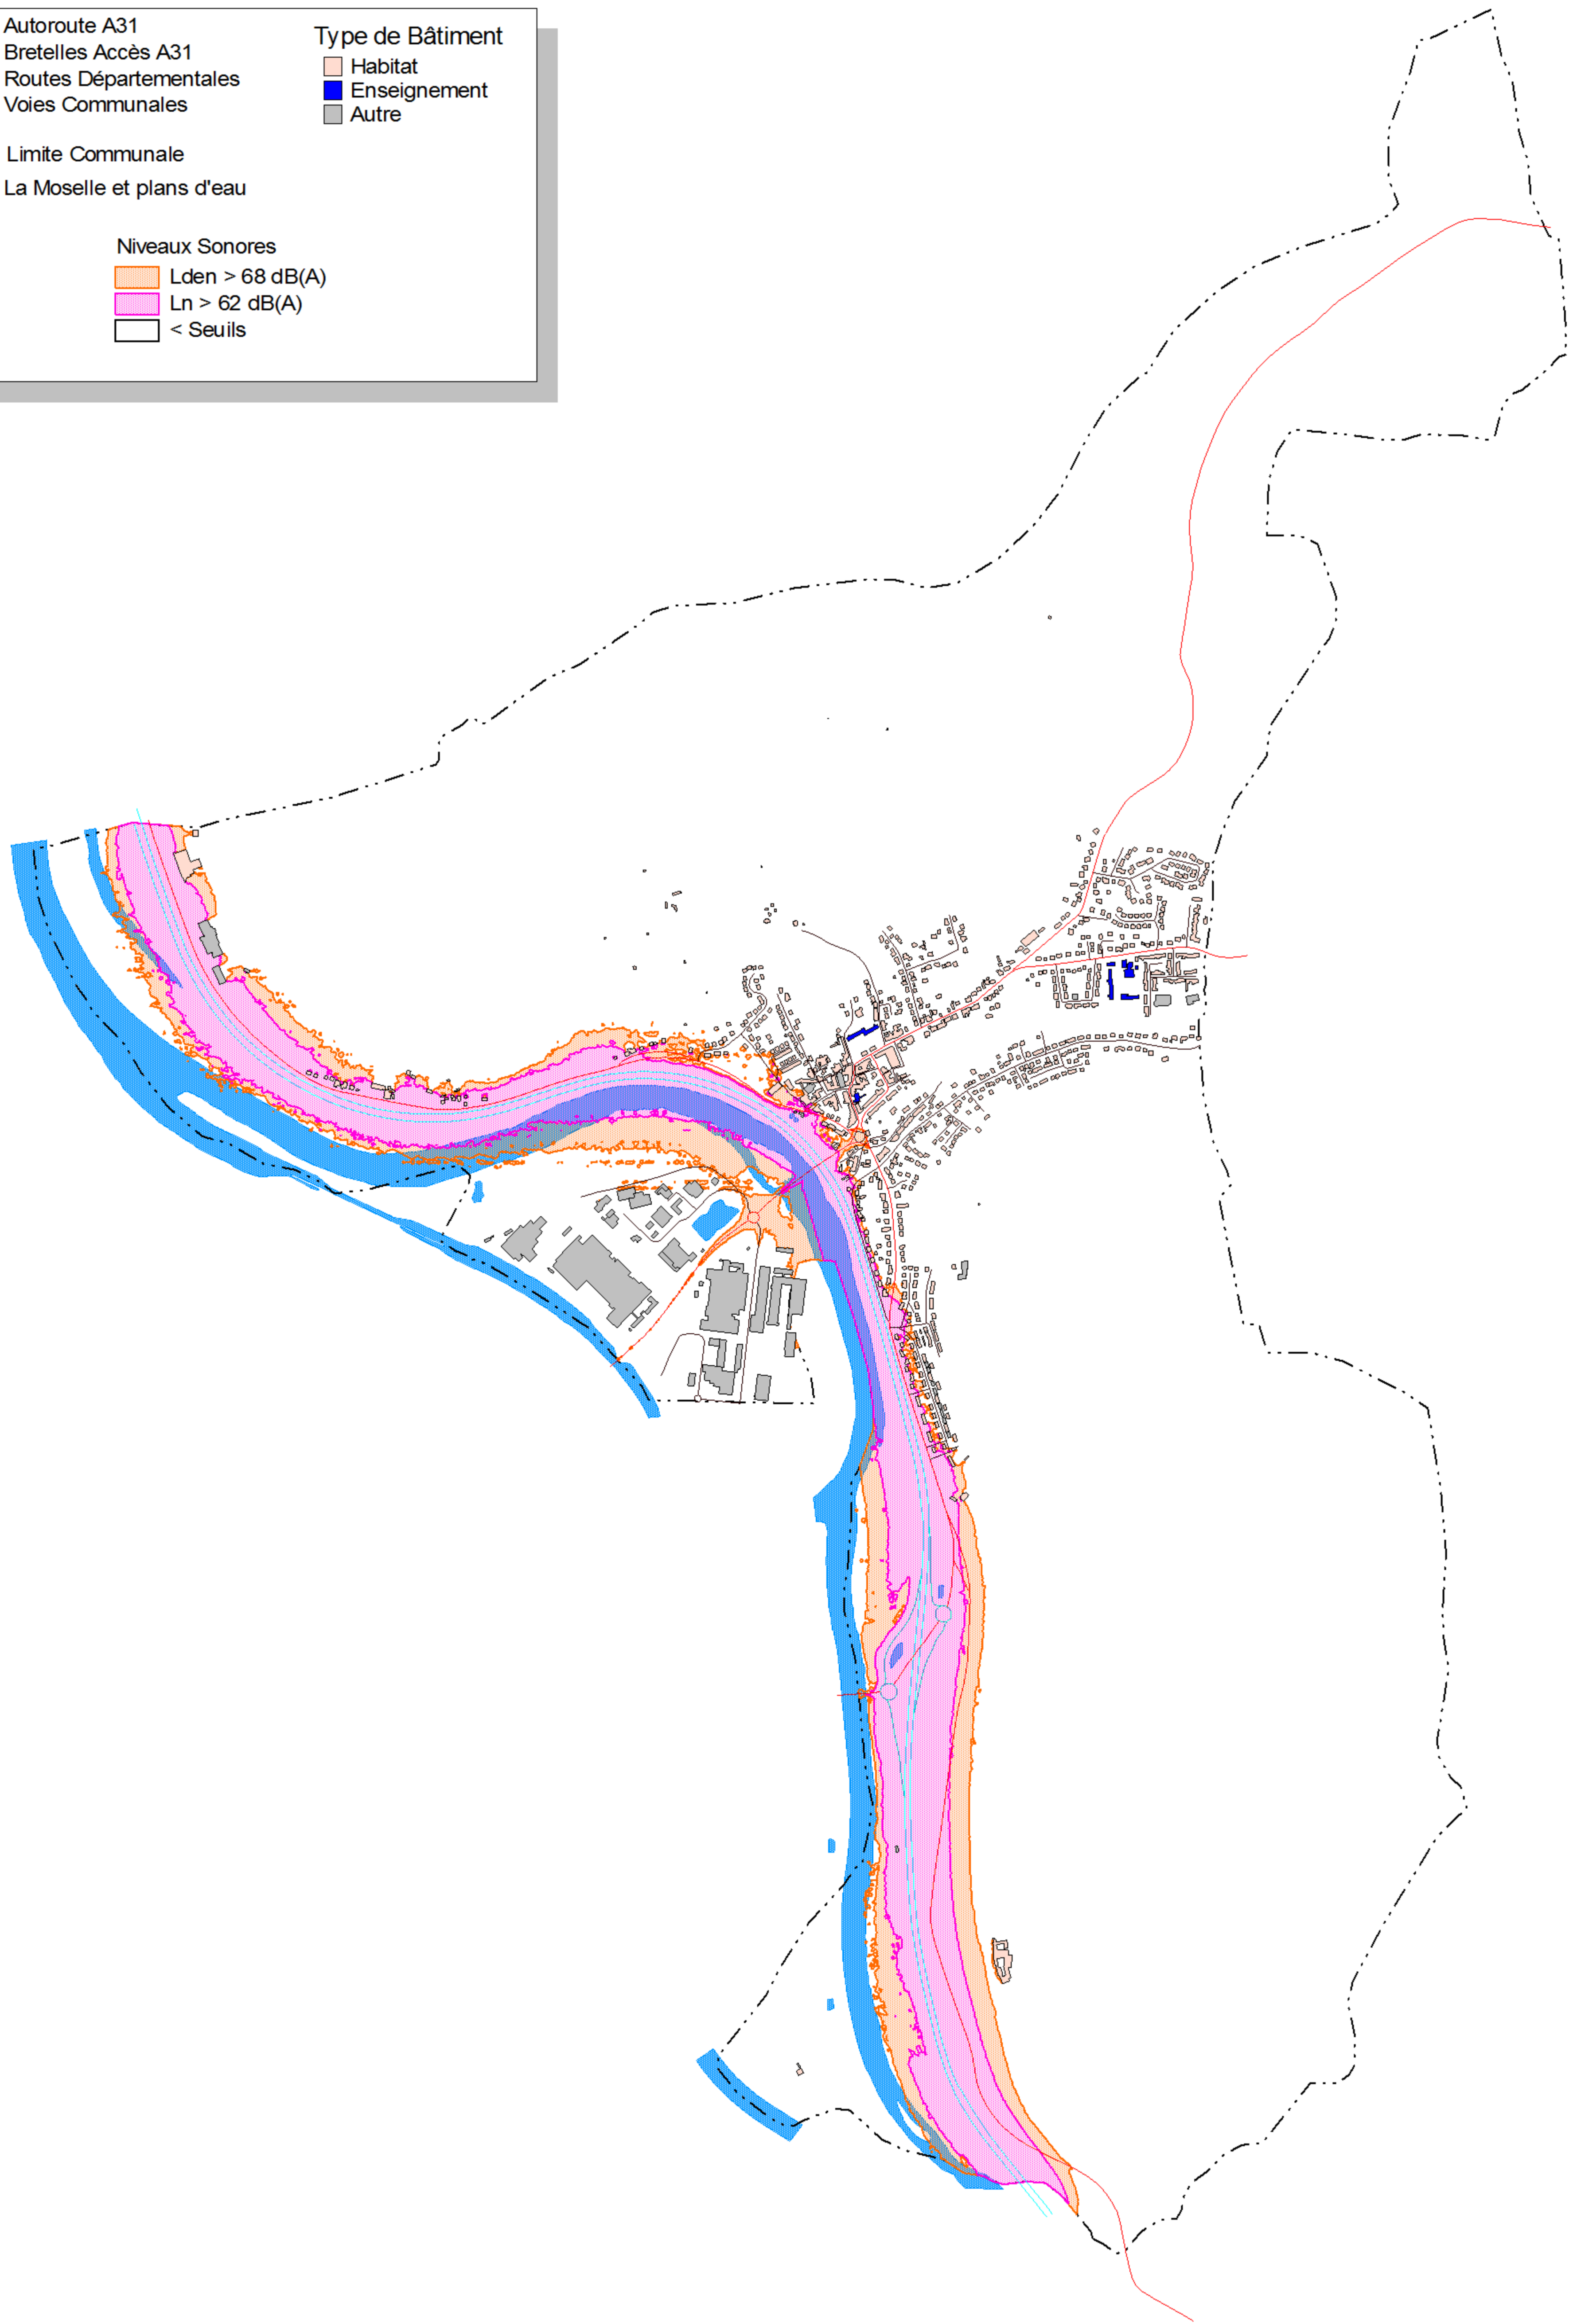 Autoroute A31
Bretelles Accès A31
Routes Départementales
Voies Communales
Limite Communale
La Moselle et plans d'eau
Type de Bâtiment
Habitat
Enseignement
Autre
Niveaux Sonores
Lden > 68 dB(A)
Ln > 62 dB(A)
< Seuils